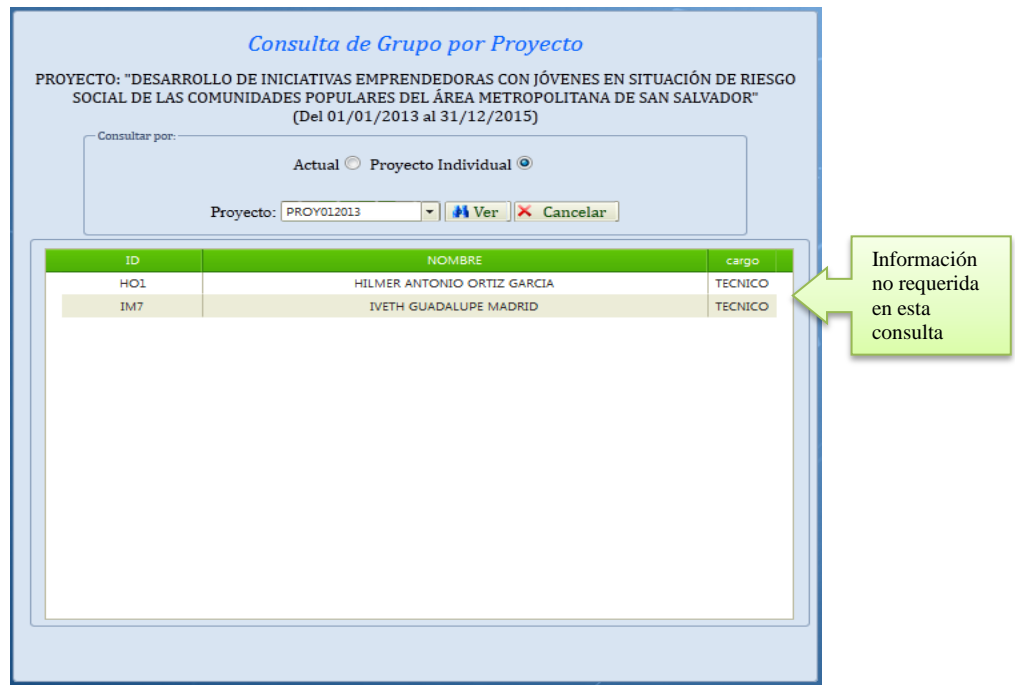 Consulta de Grupo por Proyecto
PROYECTO: "DESARROLLO DE INICIATIVAS EMPRENDEDORAS CON JÓVENES EN SITUACIÓN DE RIESGO
SOCIAL DE LAS COMUNIDADES POPULARES DEL ÁREA METROPOLITANA DE SAN SALVADOR"
(Del 01/01/2013 al 31/12/2015)
Consultar por:
Actual Proyecto Individual
Proyecto: PROY012013 Ver Cancelar
ID NOMBRE cargo
HO1 HILMER ANTONIO ORTIZ GARCIA TECNICO
IM7 IVETH GUADALUPE MADRID TECNICO
Información
no requerida
en esta
consulta